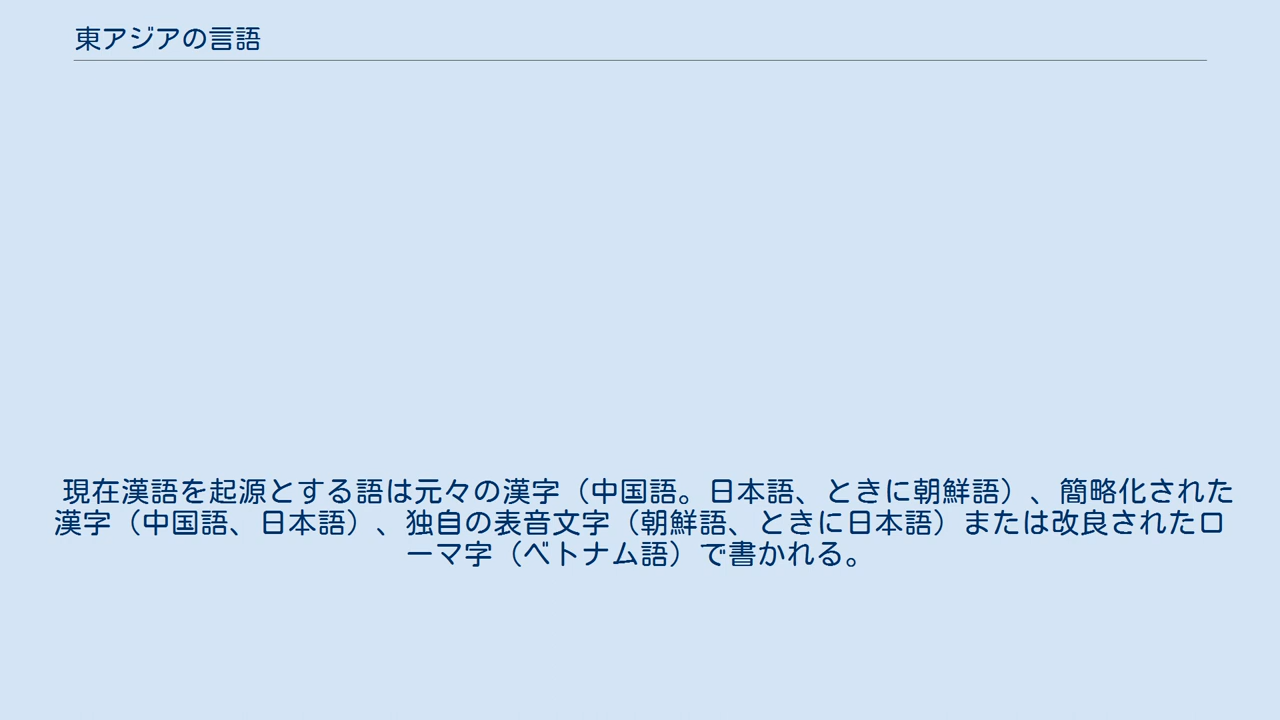 東アジアの言語
現在漢語を起源とする語は元々の漢字（中国語。日本語、ときに朝鮮語）、簡略化された
漢字（中国語、日本語）、独自の表音文字（朝鮮語、ときに日本語）または改良されたロ
ーマ字（ベトナム語）で書かれる。